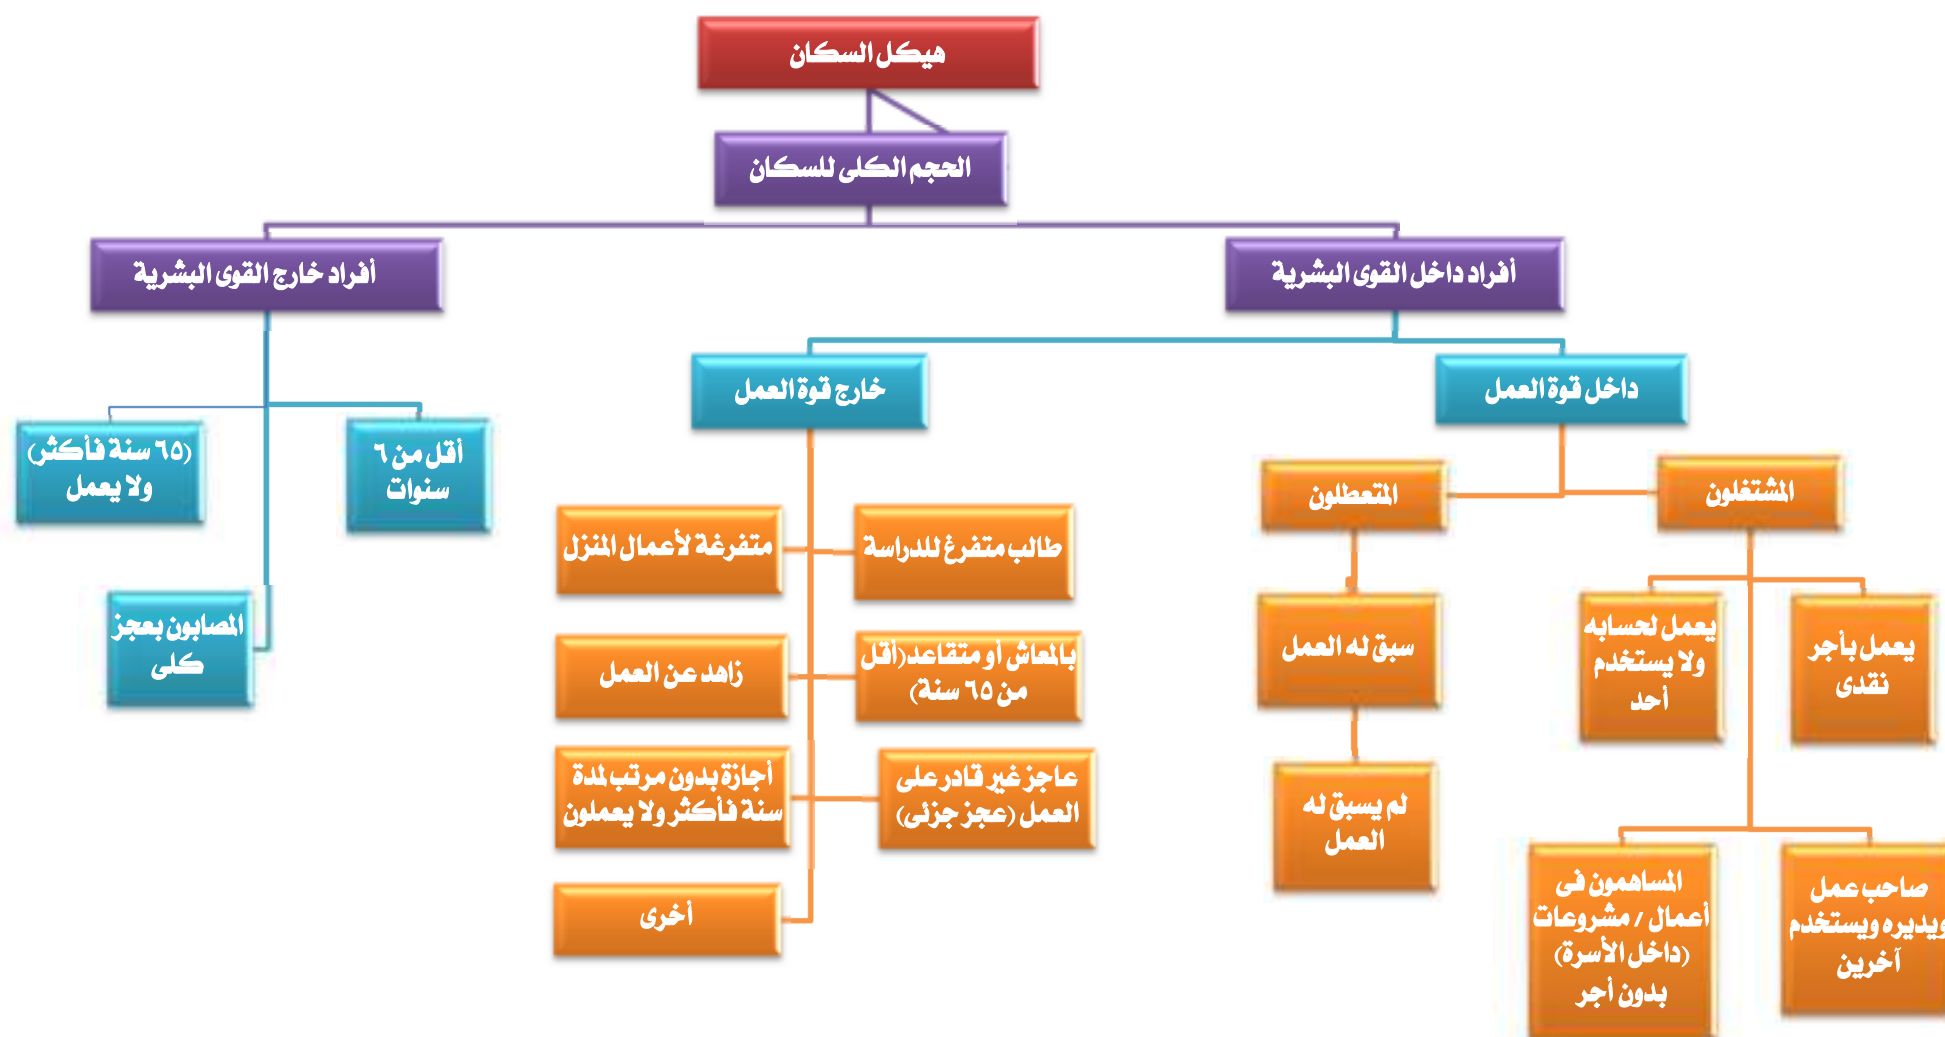 هيكل السكان
الحجم الكلى للسكان
أفراد داخل القوى البشرية
أفراد خارج القوى البشرية
داخل قوة العمل
خارج قوة العمل
أقل من ٦
سنوات
(٦٥ سنة فأكثر)
ولا يعمل
المصابون بعجز
كلى
المشتغلون
المتعطلون
يعمل بأجر
نقدى
يعمل لحسابه
ولا يستخدم
أحد
صاحب عمل
ويديره ويستخدم
آخرين
المساهمون فى
أعمال / مشروعات
(داخل الأسرة)
بدون أجر
سبق له العمل
لم يسبق له
العمل
طالب متفرغ للدراسة
متفرغة لأعمال المنزل
بالمعاش أو متقاعد(أقل
من ٦٥ سنة)
زاهد عن العمل
عاجز غير قادر على
العمل (عجز جزئى)
أجازة بدون مرتب لمدة
سنة فأكثر ولا يعملون
أخرى